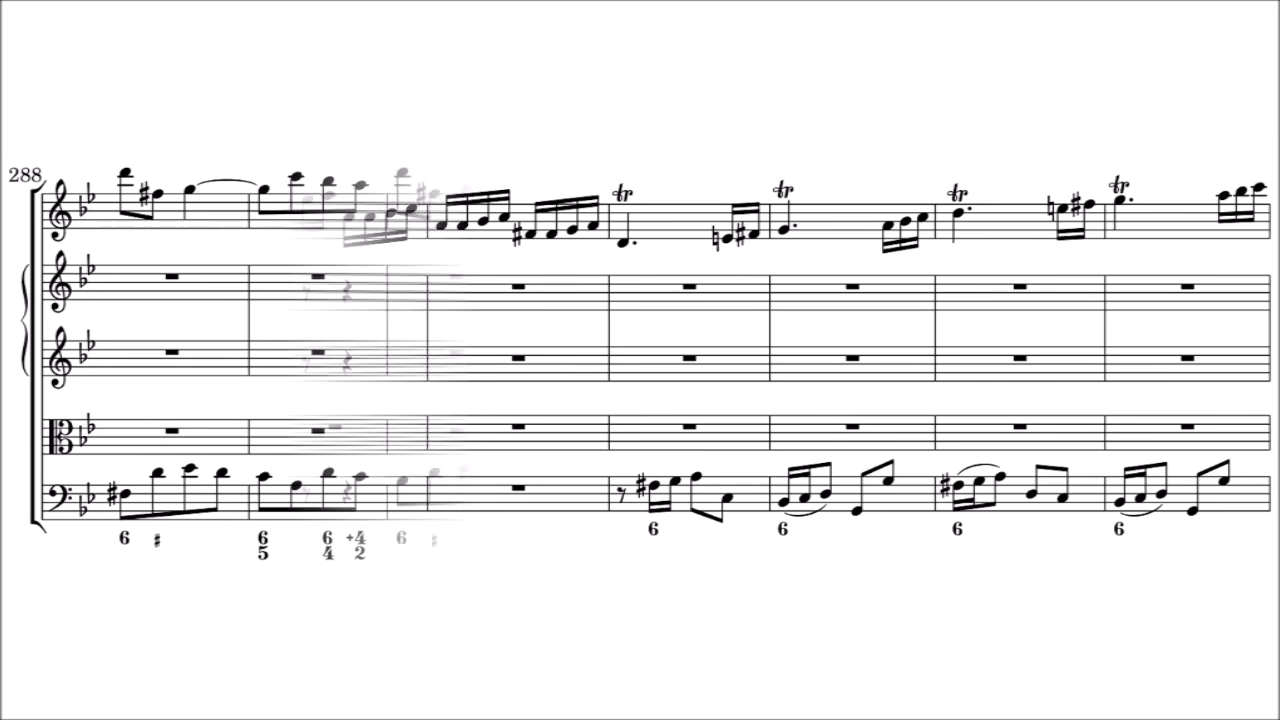 288
tr tr tr tr
6 ♯ 6 6 +4 6 ♯ 6 6 6 6
5 4 2